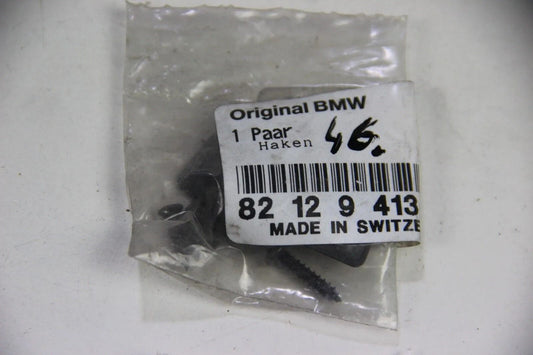 Original BMW
1 Paar 46.
Haken
82 12 9 413
MADE IN SWITZE